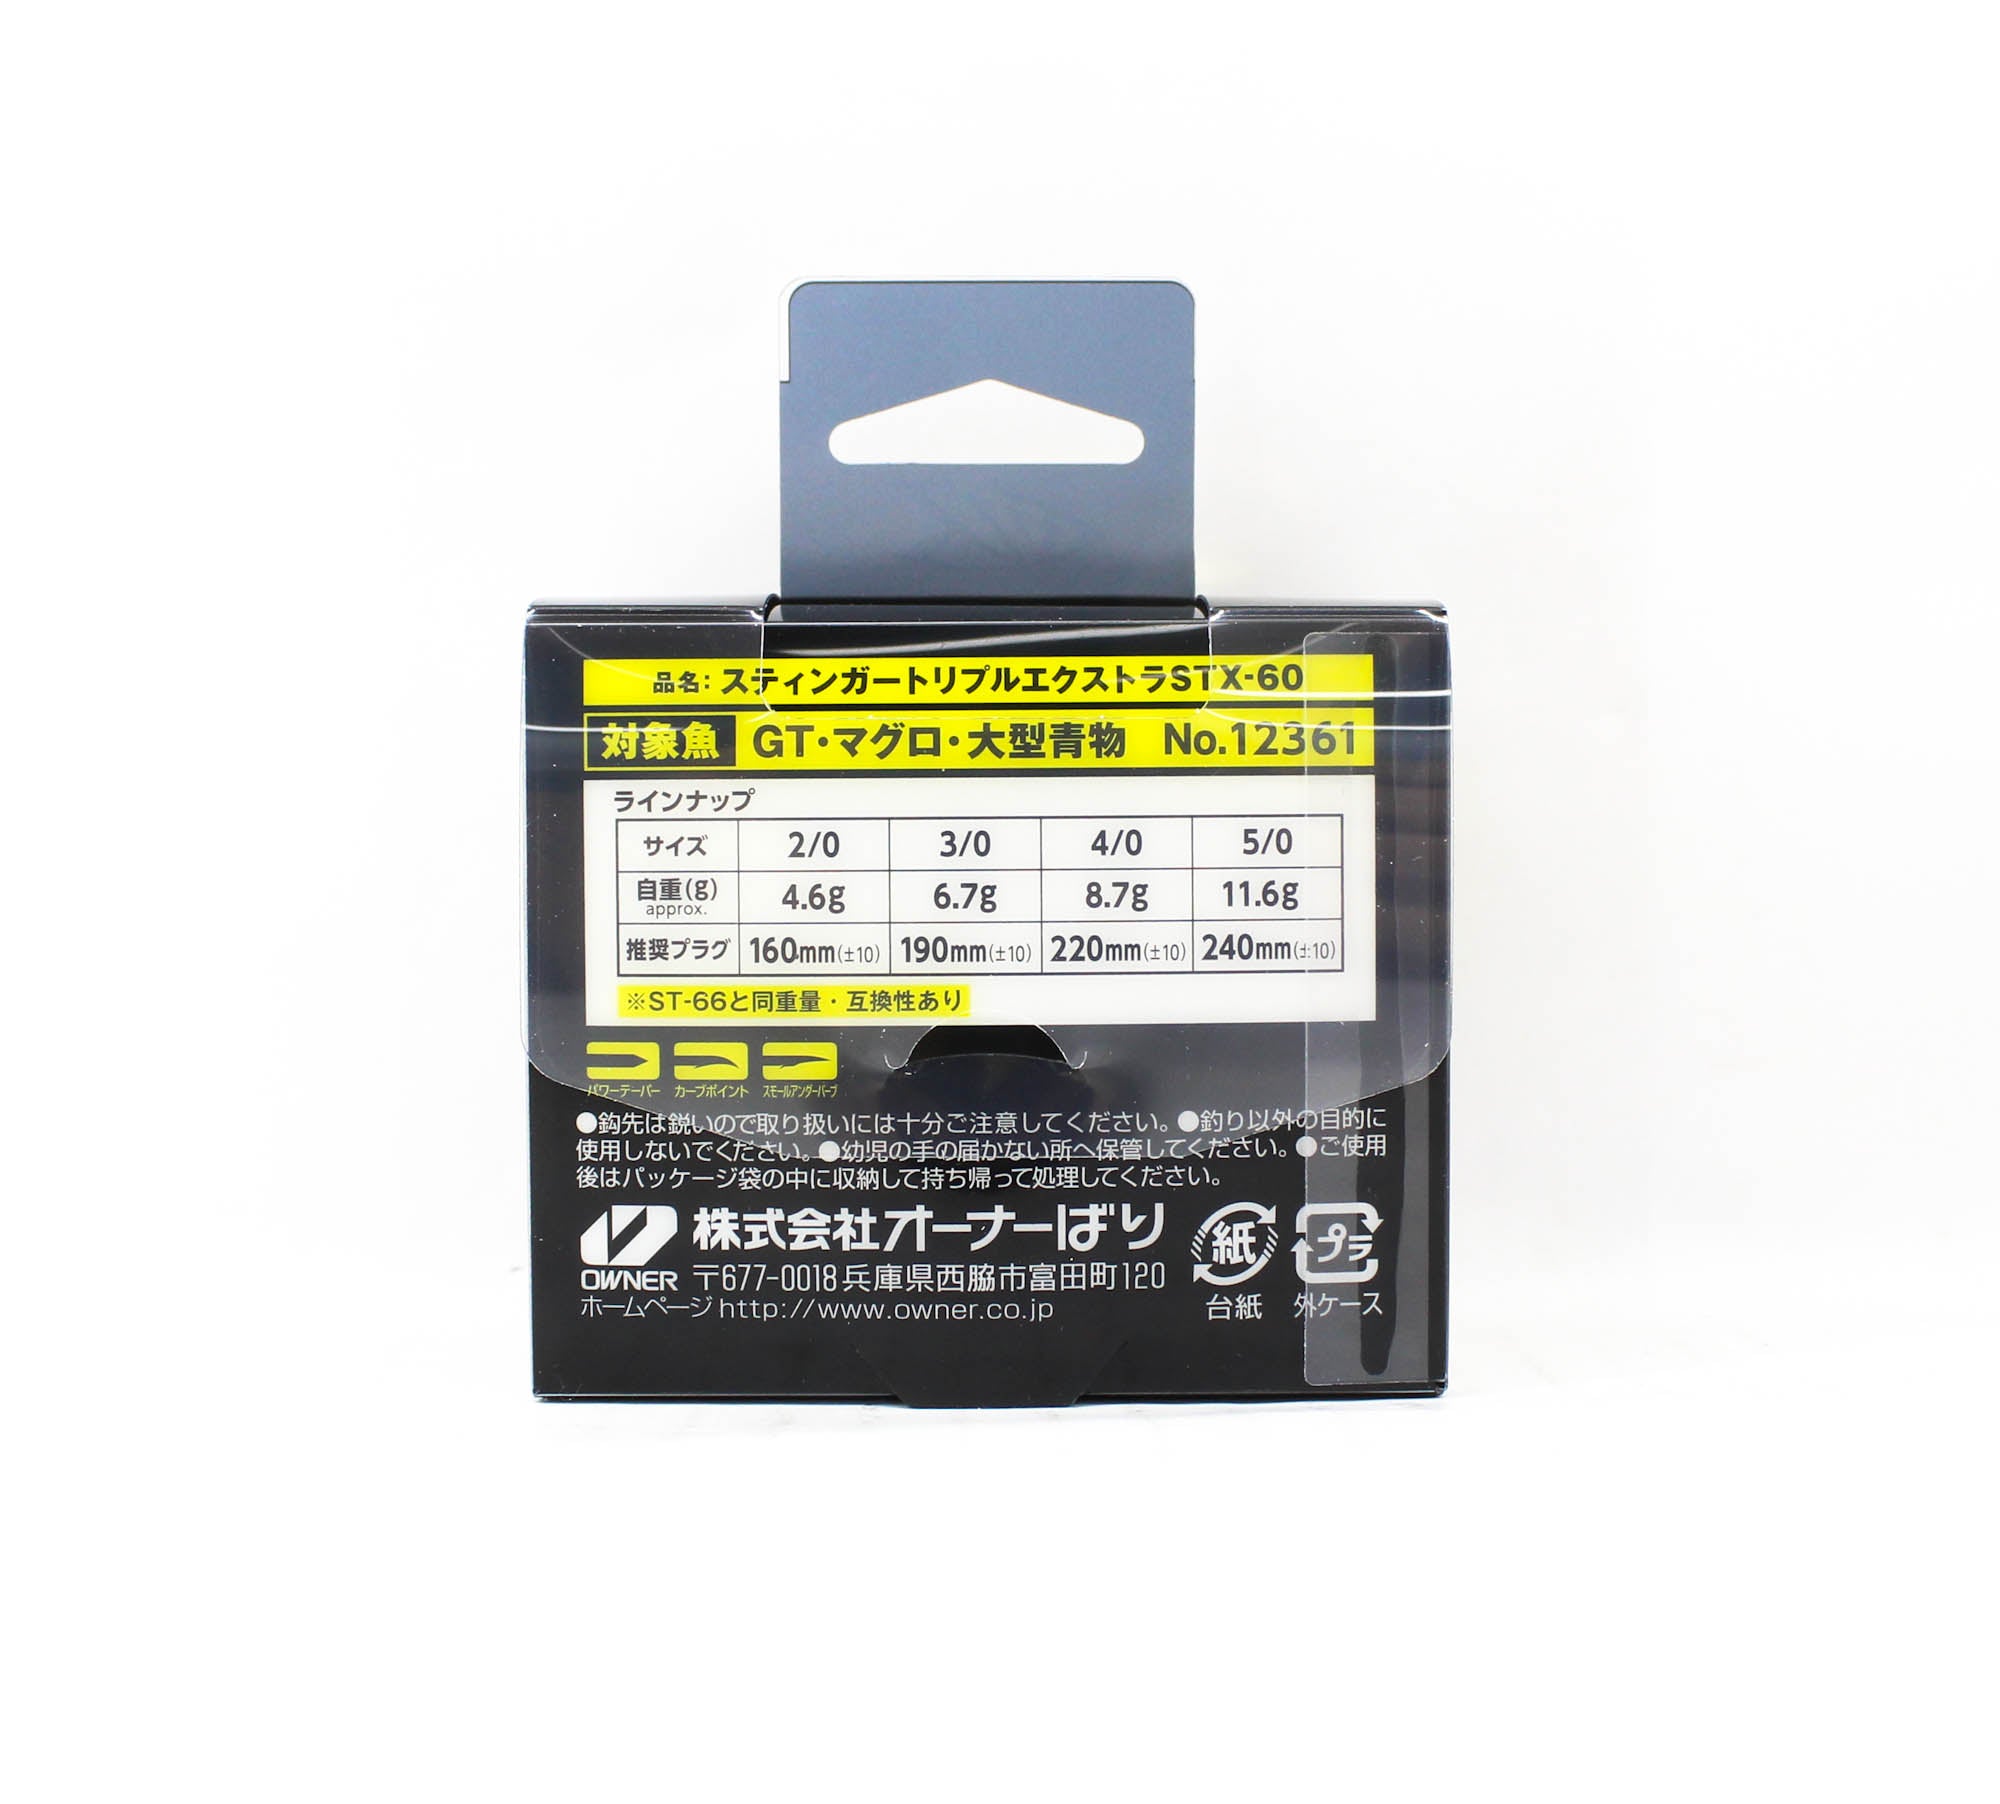 品名: スティンガートリプルエクストラSTX-60
対象魚 GT・マグロ・大型青物 No.12361
ラインナップ
サイズ 2/0 3/0 4/0 5/0
自重(g) 4.6g 6.7g 8.7g 11.6g
approx.
推奨プラグ 160mm(±10) 190mm(±10) 220mm(±10) 240mm(±10)
※ST-66と同重量・互換性あり
パワーテーパー カーブポイント スモールアンダーバーブ
●鈎先は鋭いので取り扱いには十分ご注意してください。●釣り以外の目的に
使用しないでください。●幼児の手の届かない所へ保管してください。●ご使用
後はパッケージ袋の中に収納して持ち帰って処理してください。
株式会社オーナーばり 紙 プラ
OWNER 〒677-0018兵庫県西脇市富田町120
ホームページ http://www.owner.co.jp 台紙 外ケース